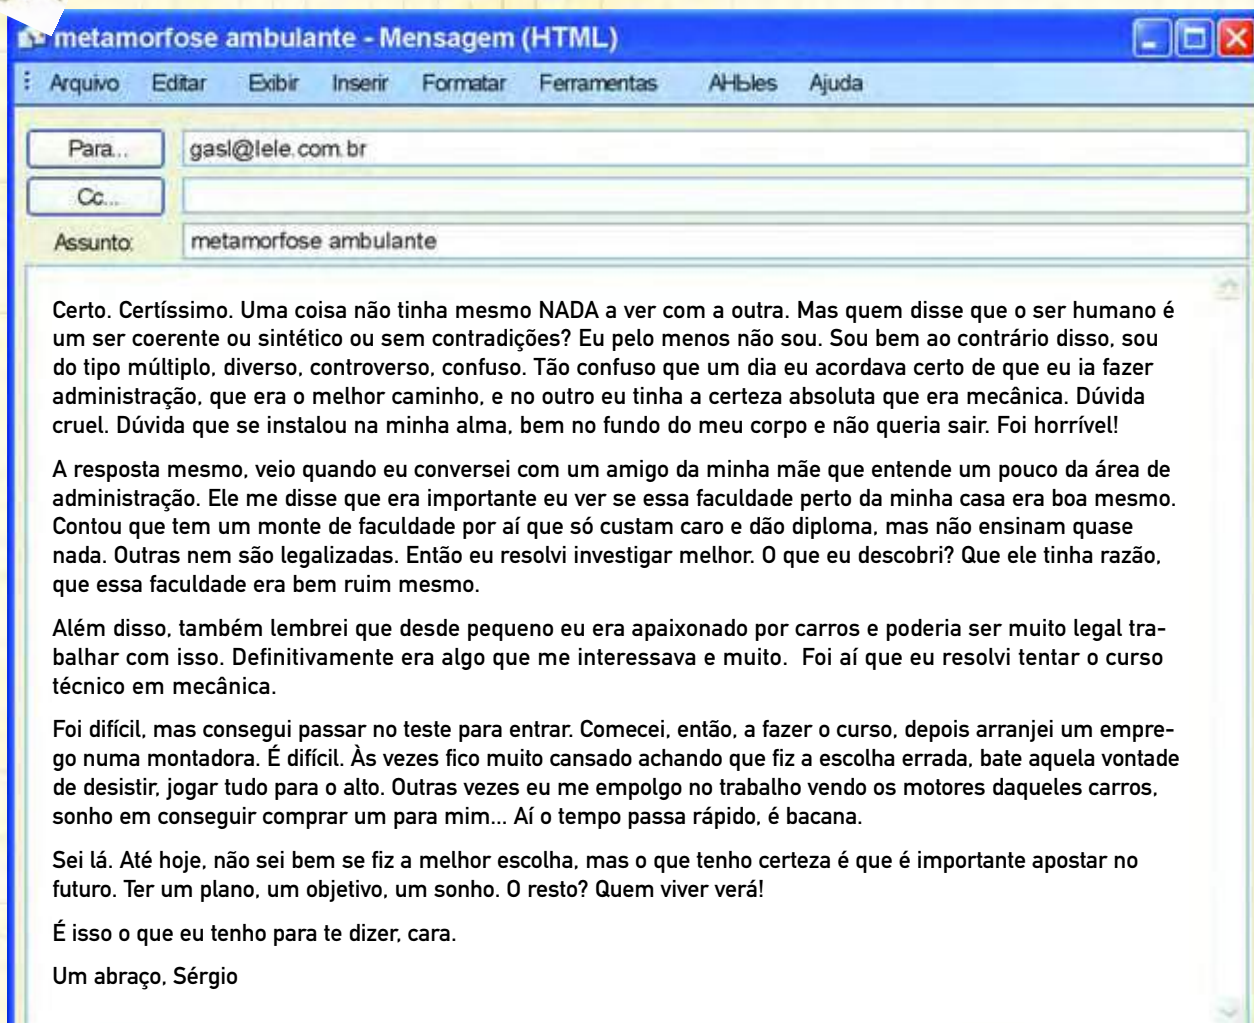 metamorfose ambulante - Mensagem (HTML)
Arquivo Editar Exibir Inserir Formatar Ferramentas AHЬles Ajuda
Para... gasl@lele.com.br
Cc...
Assunto: metamorfose ambulante
Certo. Certíssimo. Uma coisa não tinha mesmo NADA a ver com a outra. Mas quem disse que o ser humano é
um ser coerente ou sintético ou sem contradições? Eu pelo menos não sou. Sou bem ao contrário disso, sou
do tipo múltiplo, diverso, controverso, confuso. Tão confuso que um dia eu acordava certo de que eu ia fazer
administração, que era o melhor caminho, e no outro eu tinha a certeza absoluta que era mecânica. Dúvida
cruel. Dúvida que se instalou na minha alma, bem no fundo do meu corpo e não queria sair. Foi horrível!
A resposta mesmo, veio quando eu conversei com um amigo da minha mãe que entende um pouco da área de
administração. Ele me disse que era importante eu ver se essa faculdade perto da minha casa era boa mesmo.
Contou que tem um monte de faculdade por aí que só custam caro e dão diploma, mas não ensinam quase
nada. Outras nem são legalizadas. Então eu resolvi investigar melhor. O que eu descobri? Que ele tinha razão,
que essa faculdade era bem ruim mesmo.
Além disso, também lembrei que desde pequeno eu era apaixonado por carros e poderia ser muito legal tra-
balhar com isso. Definitivamente era algo que me interessava e muito. Foi aí que eu resolvi tentar o curso
técnico em mecânica.
Foi difícil, mas consegui passar no teste para entrar. Comecei, então, a fazer o curso, depois arranjei um empre-
go numa montadora. É difícil. Às vezes fico muito cansado achando que fiz a escolha errada, bate aquela vontade
de desistir, jogar tudo para o alto. Outras vezes eu me empolgo no trabalho vendo os motores daqueles carros,
sonho em conseguir comprar um para mim... Aí o tempo passa rápido, é bacana.
Sei lá. Até hoje, não sei bem se fiz a melhor escolha, mas o que tenho certeza é que é importante apostar no
futuro. Ter um plano, um objetivo, um sonho. O resto? Quem viver verá!
É isso o que eu tenho para te dizer, cara.
Um abraço, Sérgio